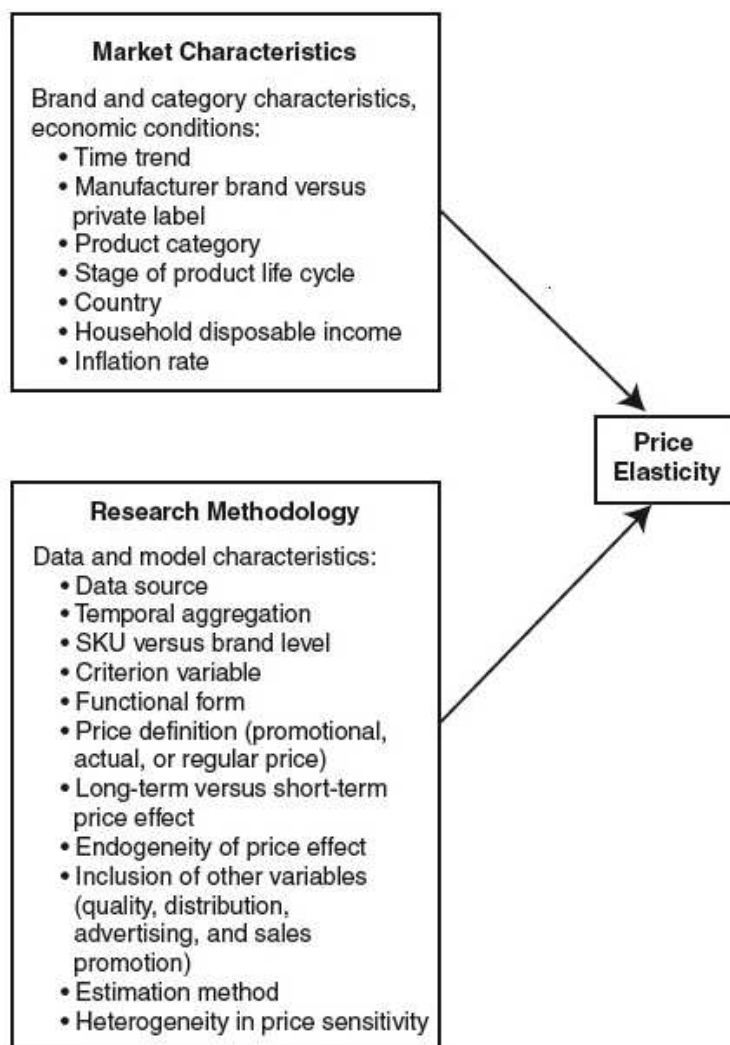 Market Characteristics
Brand and category characteristics,
economic conditions:
• Time trend
• Manufacturer brand versus
private label
• Product category
• Stage of product life cycle
• Country
• Household disposable income
• Inflation rate
Price
Elasticity
Research Methodology
Data and model characteristics:
• Data source
• Temporal aggregation
• SKU versus brand level
• Criterion variable
• Functional form
• Price definition (promotional,
actual, or regular price)
• Long-term versus short-term
price effect
• Endogeneity of price effect
• Inclusion of other variables
(quality, distribution,
advertising, and sales
promotion)
• Estimation method
• Heterogeneity in price sensitivity